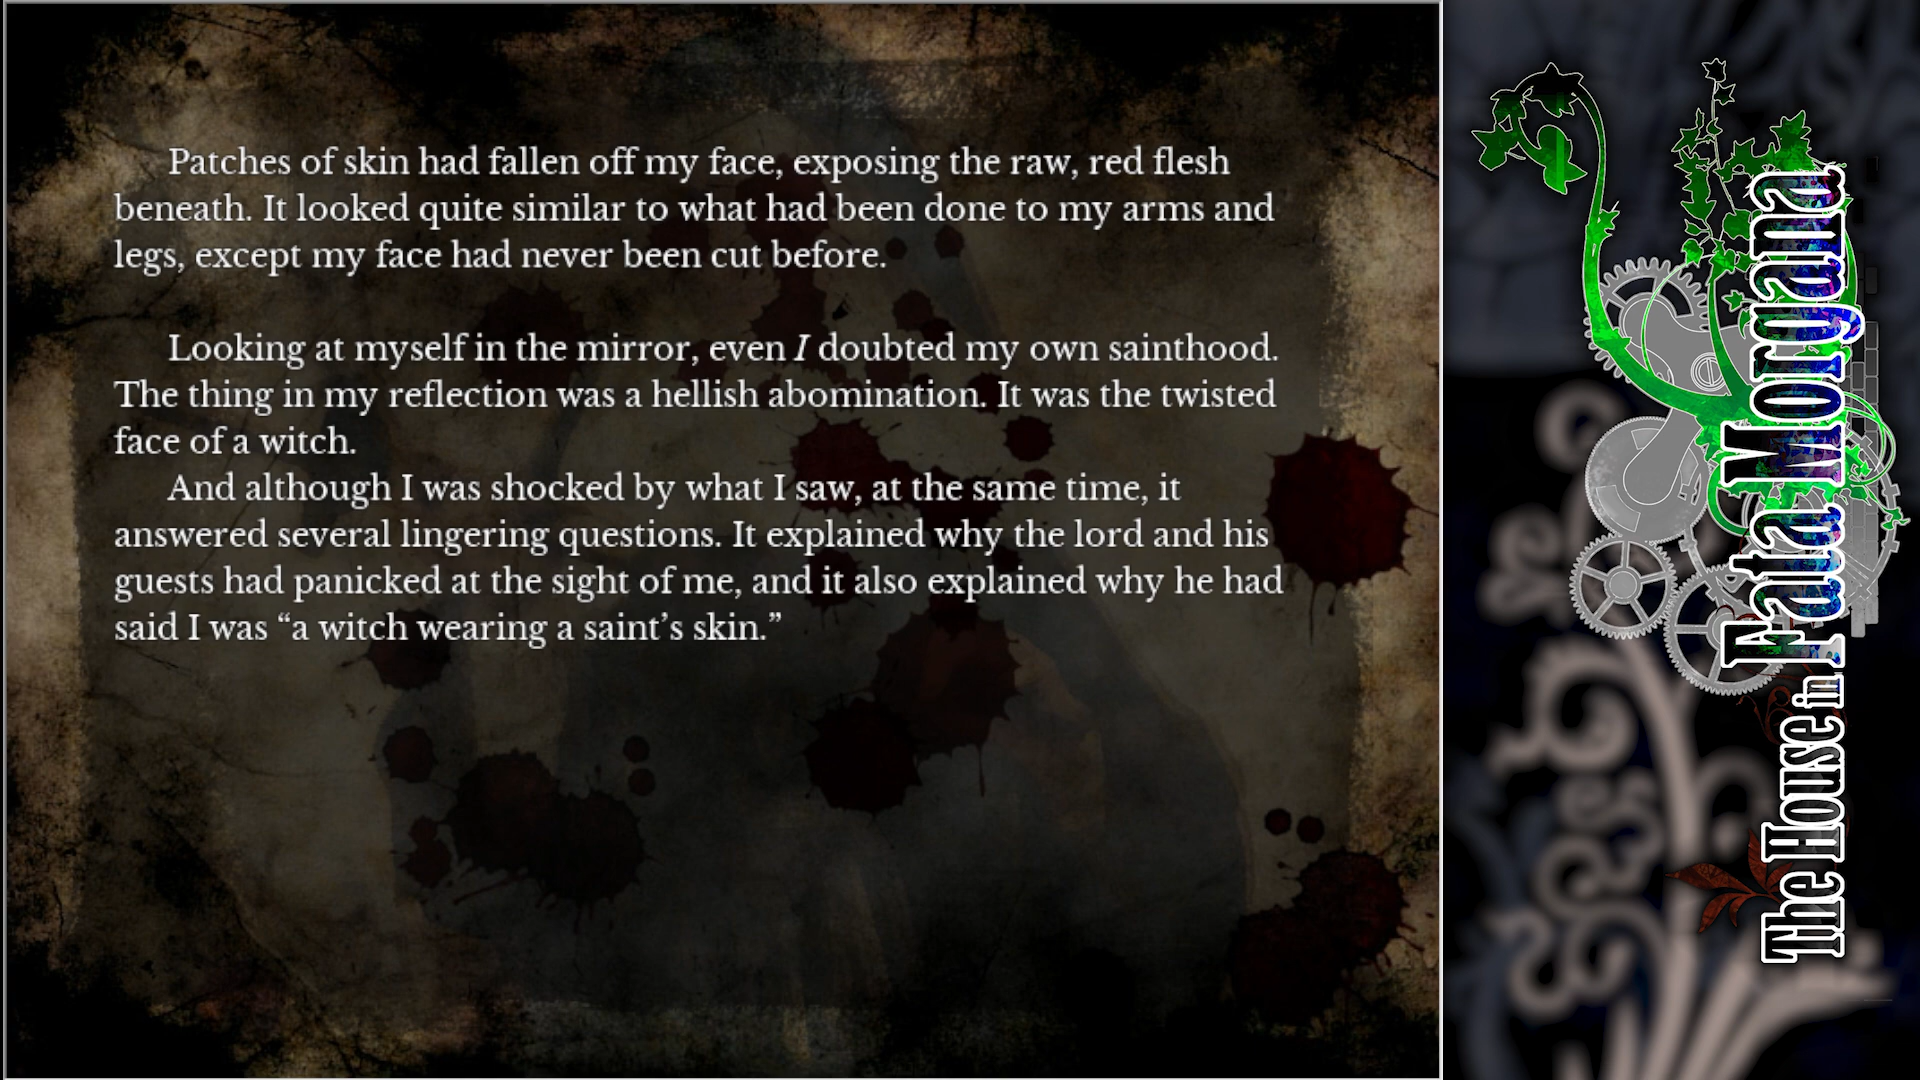 Patches of skin had fallen off my face, exposing the raw, red flesh
beneath. It looked quite similar to what had been done to my arms and
legs, except my face had never been cut before.
Looking at myself in the mirror, even I doubted my own sainthood.
The thing in my reflection was a hellish abomination. It was the twisted
face of a witch.
And although I was shocked by what I saw, at the same time, it
answered several lingering questions. It explained why the lord and his
guests had panicked at the sight of me, and it also explained why he had
said I was “a witch wearing a saint’s skin.”
The House in Fata Morgana